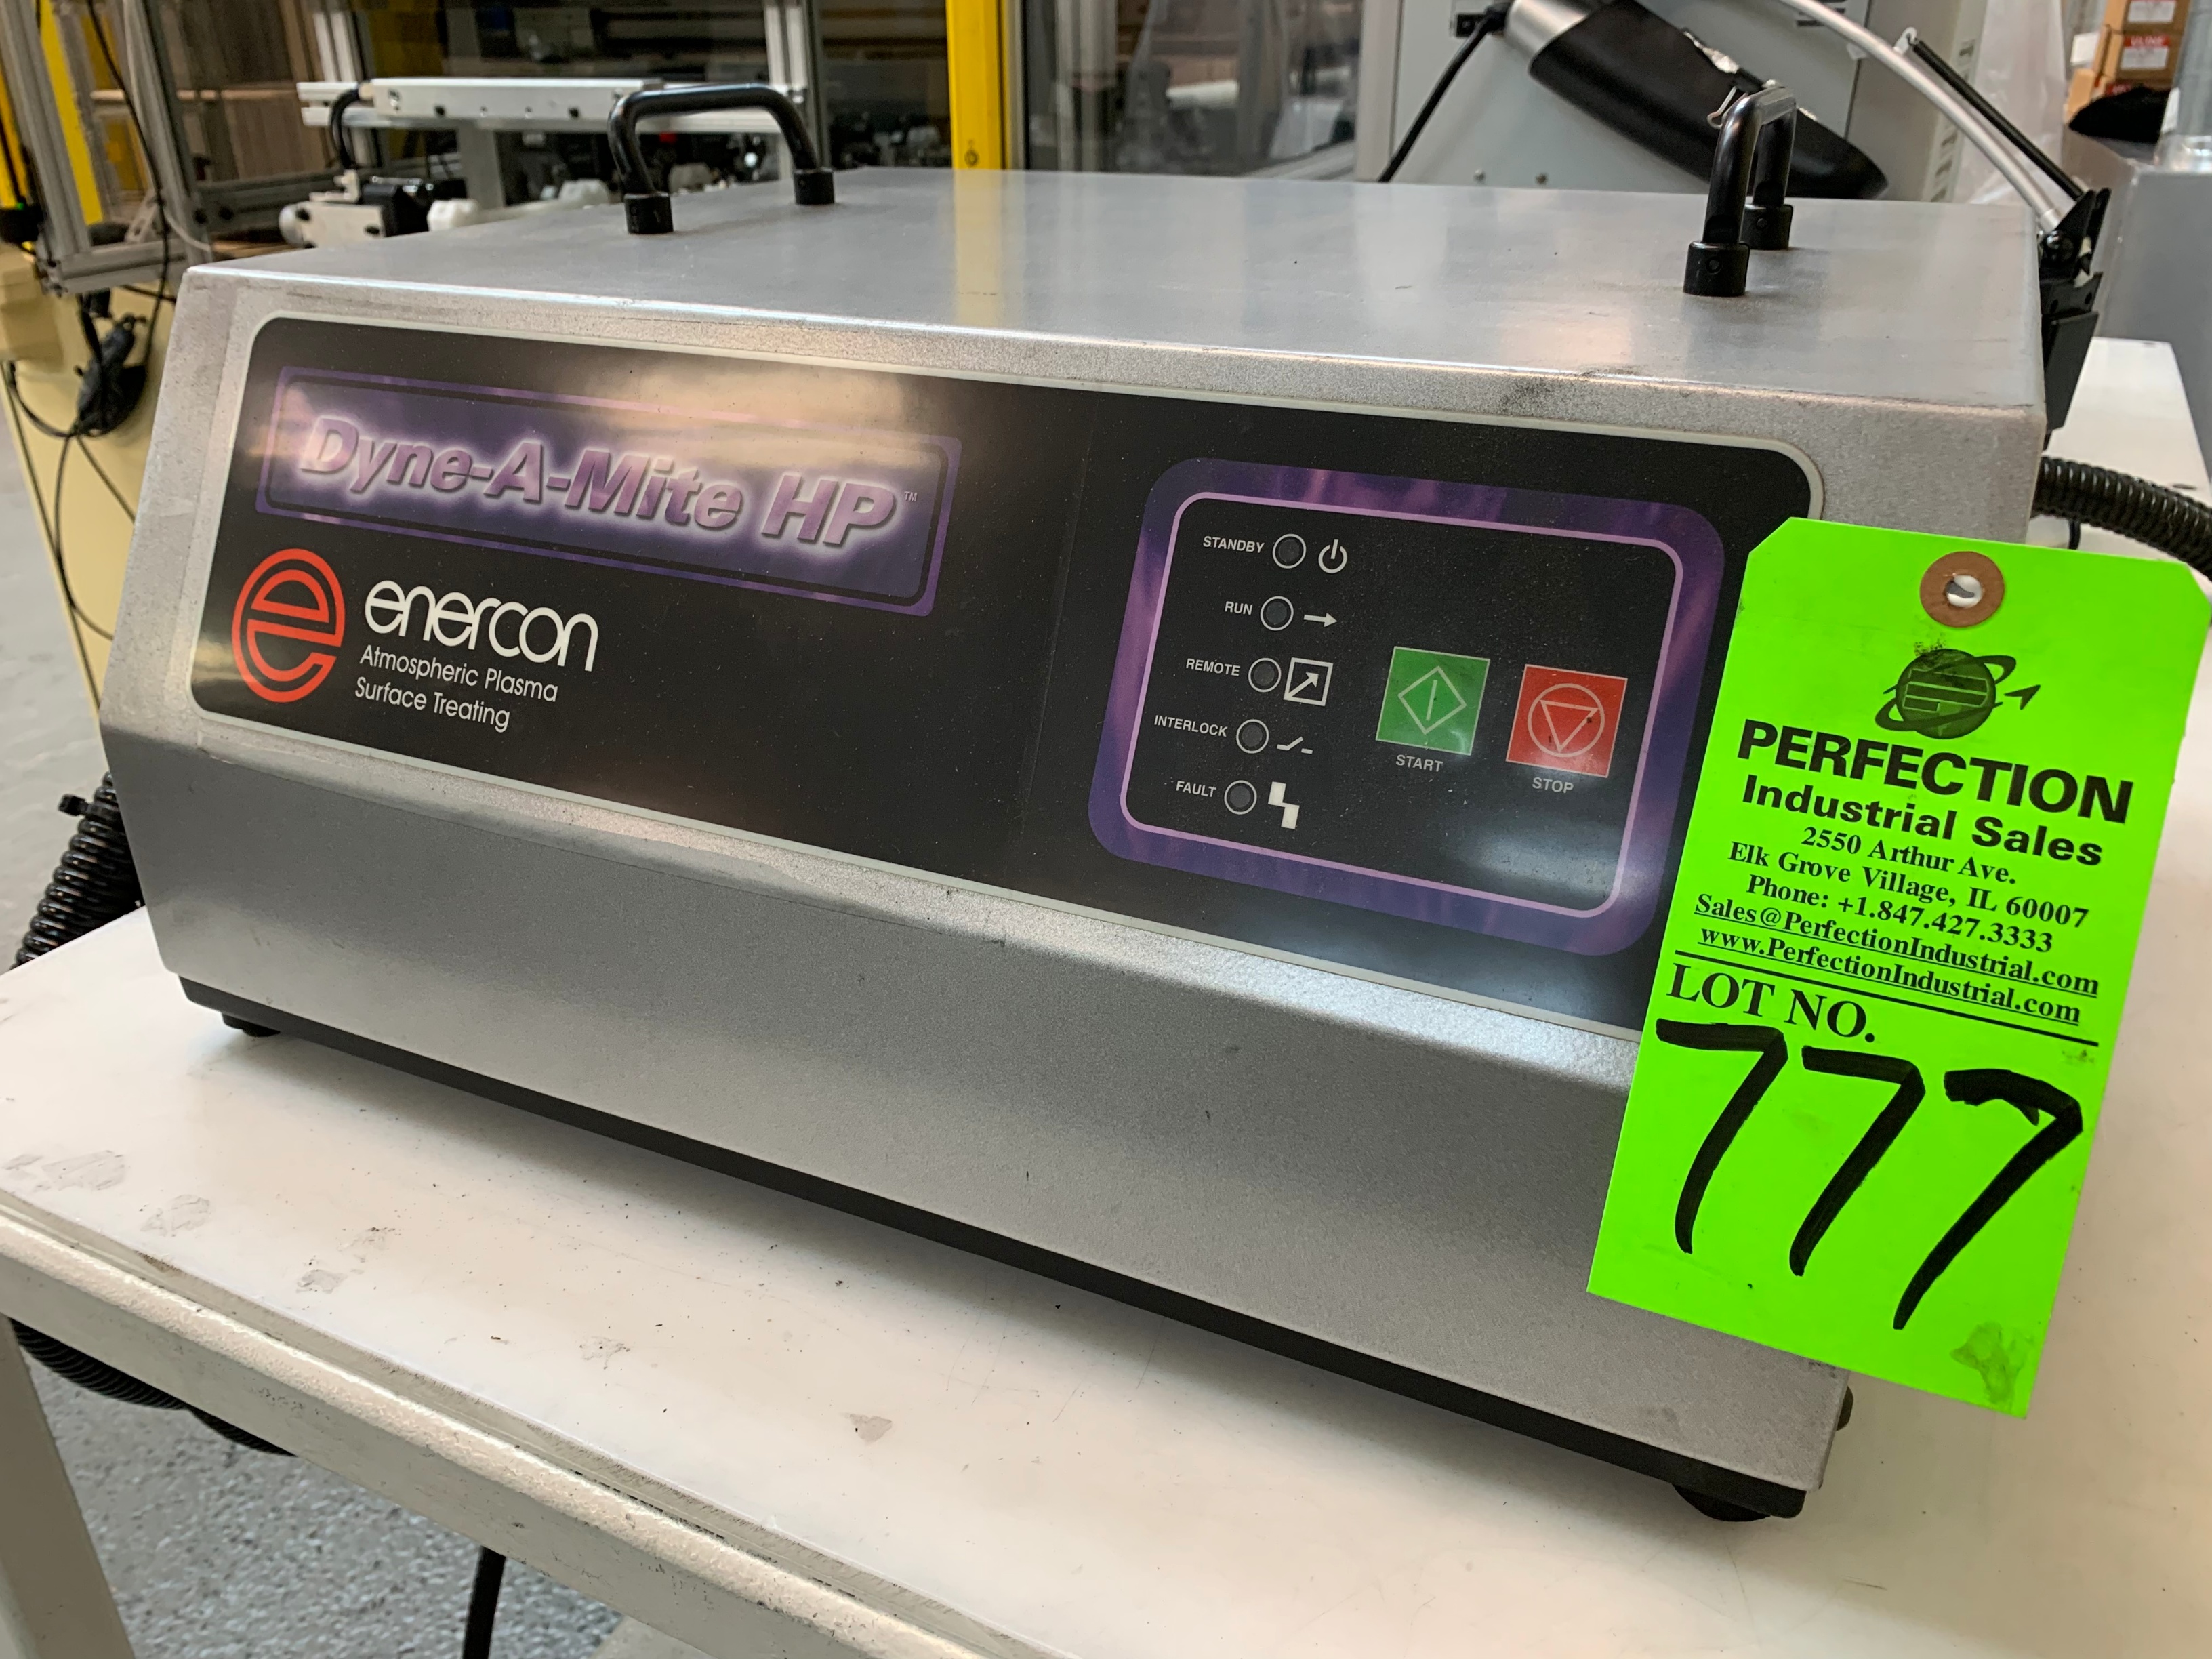 Dyne-A-Mite HP™
enercon
Atmospheric Plasma
Surface Treating
STANDBY
RUN
REMOTE
INTERLOCK
FAULT
START
STOP
PERFECTION
Industrial Sales
2550 Arthur Ave.
Elk Grove Village, IL 60007
Phone: +1.847.427.3333
Sales@PerfectionIndustrial.com
www.PerfectionIndustrial.com
LOT NO.
777